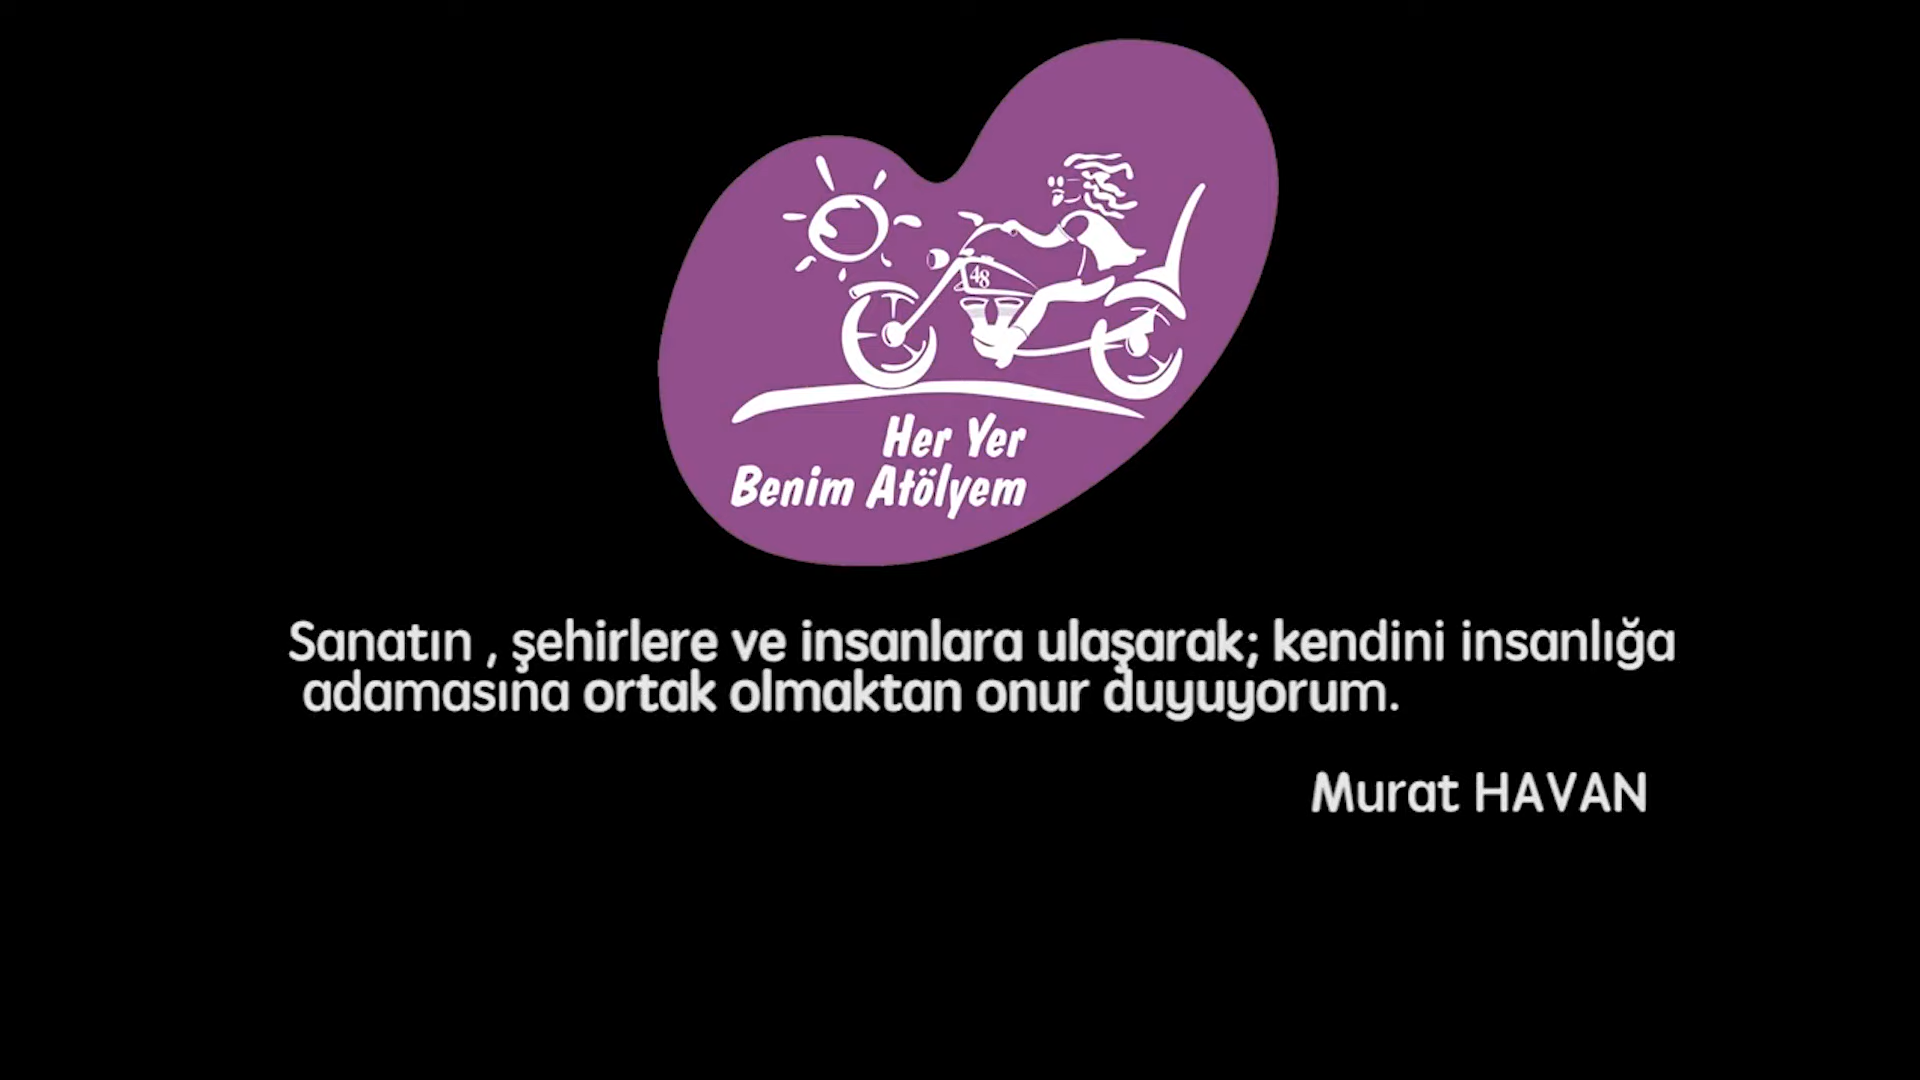 48
Her Yer
Benim Atölyem
Sanatın , şehirlere ve insanlara ulaşarak; kendini insanlığa
adamasına ortak olmaktan onur duyuyorum.
Murat HAVAN